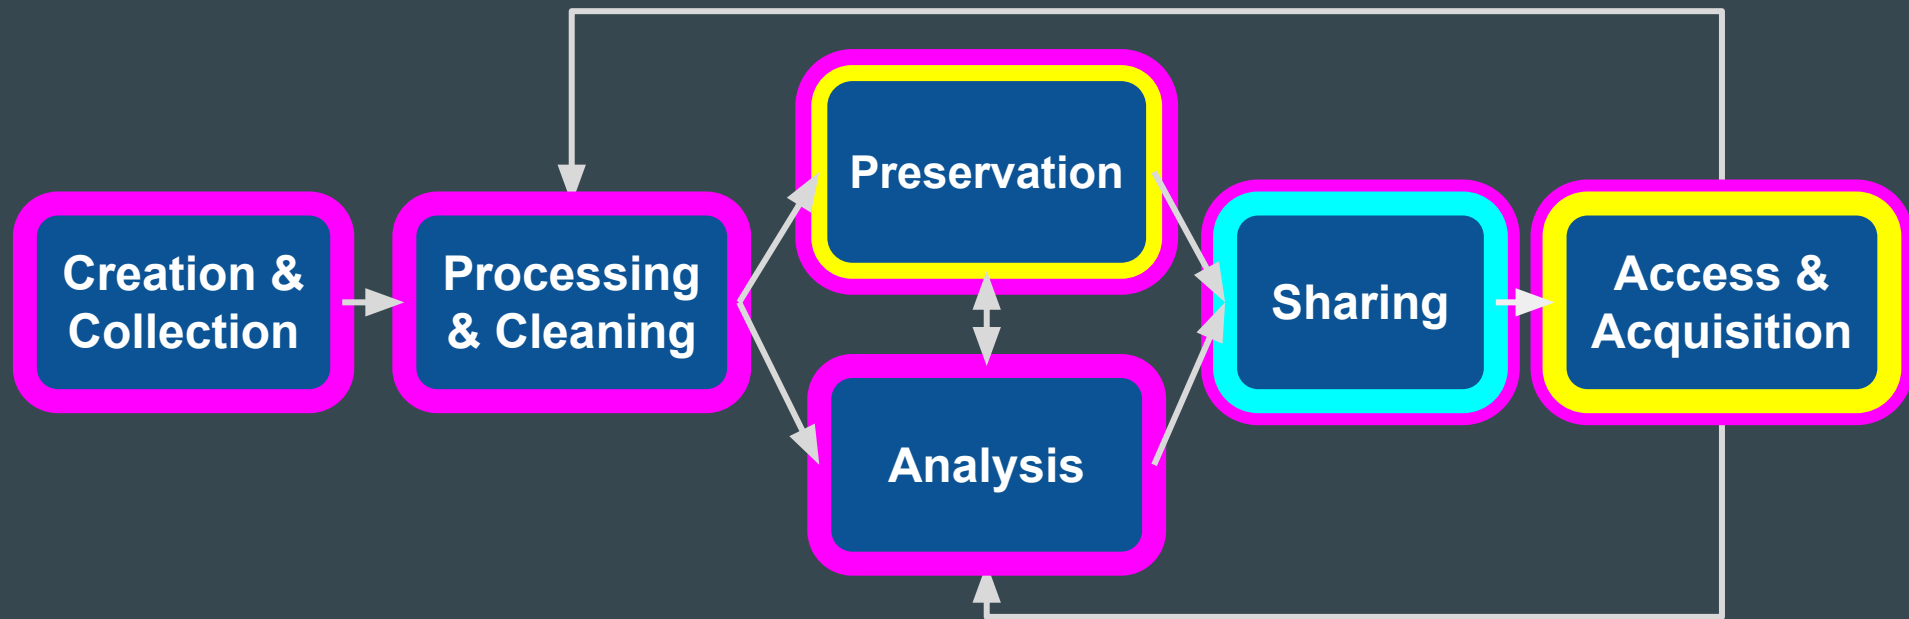 Creation &
Collection
Processing
& Cleaning
Preservation
Analysis
Sharing
Access &
Acquisition